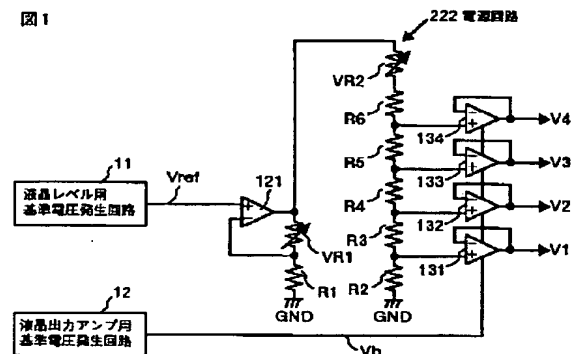 図1
222 電源回路
VR2
R6
134
V4
R5
133
V3
11
液晶レベル用
基準電圧発生回路
Vref
121
R4
132
V2
VR1
R3
131
V1
R1
R2
GND
GND
12
液晶出力アンプ用
基準電圧発生回路
Vb